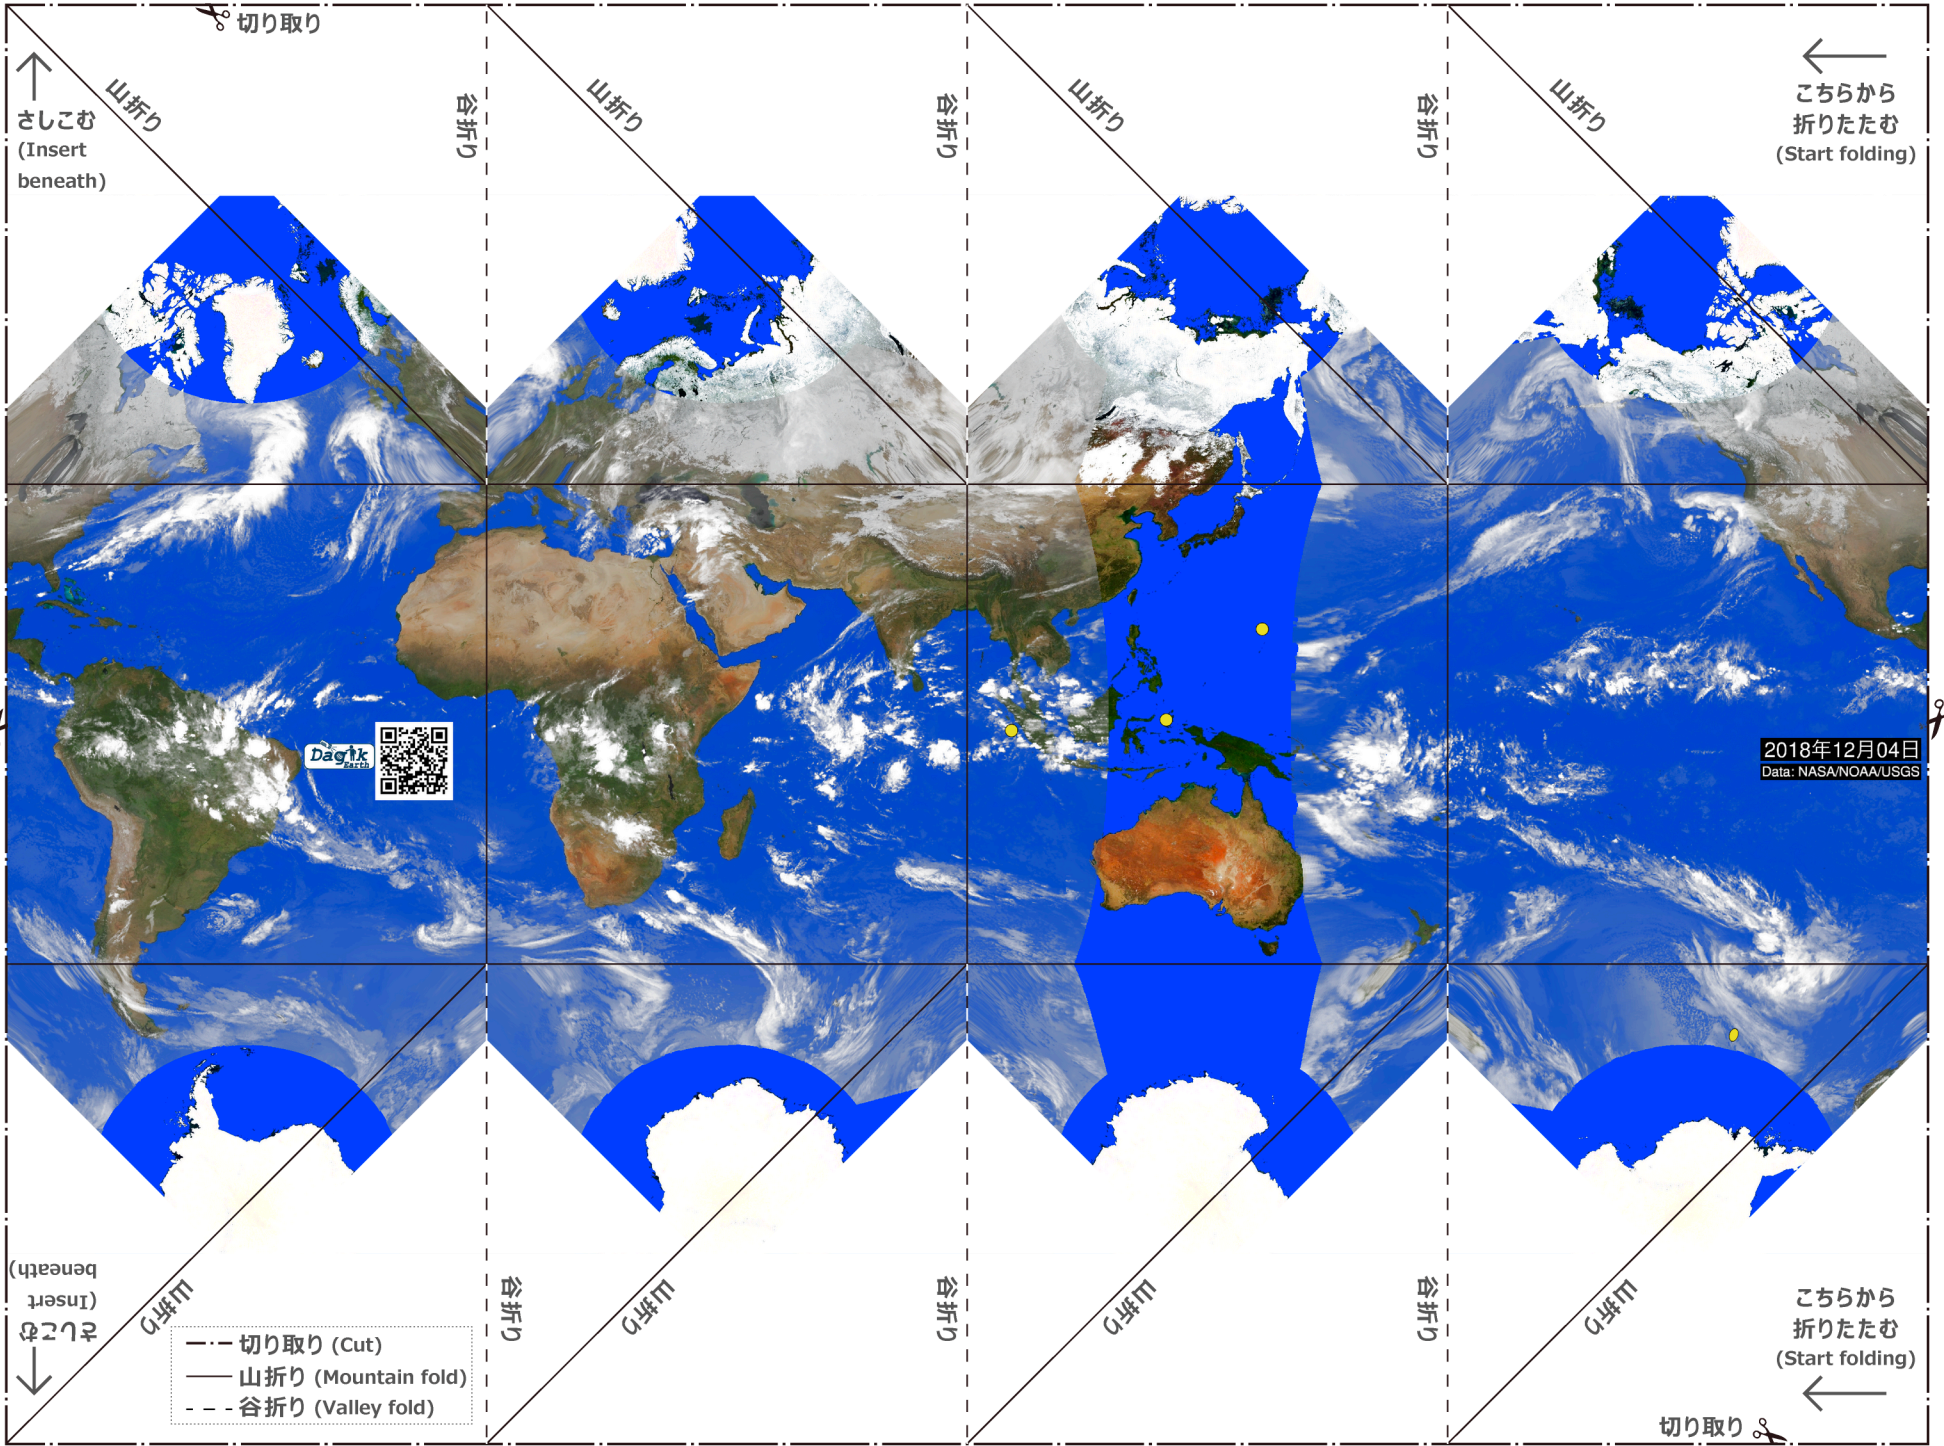 切り取り
山折り
谷折り
山折り
谷折り
山折り
谷折り
山折り
さしこむ
(Insert
beneath)
こちらから
折りたたむ
(Start folding)
Dagik
Earth
2018年12月04日
Data: NASA/NOAA/USGS
さしこむ
(Insert
beneath)
山折り
谷折り
山折り
谷折り
山折り
谷折り
山折り
こちらから
折りたたむ
(Start folding)
切り取り (Cut)
山折り (Mountain fold)
谷折り (Valley fold)
切り取り